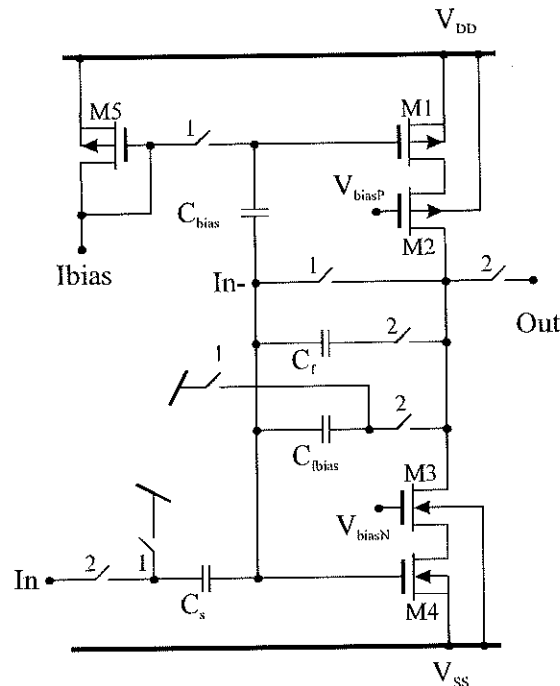 V_DD
M5
1
M1
V_biasP
C_bias
M2
Ibias
In-
1
2
Out
C_f
2
1
2
C_fbias
M3
V_biasN
In
2
1
C_s
M4
V_SS